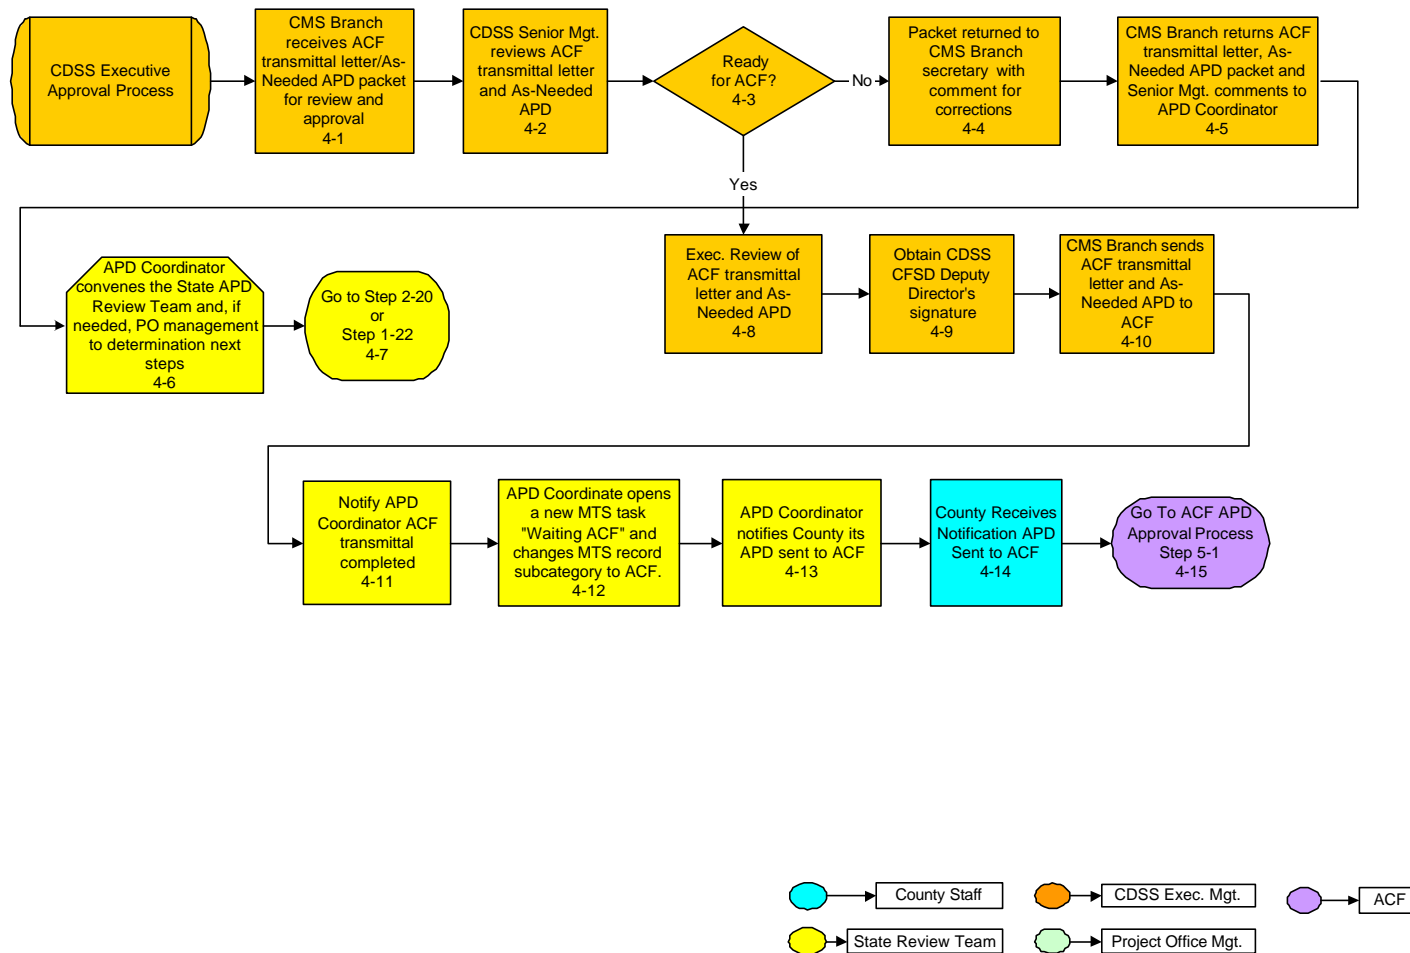 CDSS Executive
Approval Process
CMS Branch
receives ACF
transmittal letter/As-
Needed APD packet
for review and
approval
4-1
CDSS Senior Mgt.
reviews ACF
transmittal letter
and As-Needed
APD
4-2
Ready
for ACF?
4-3
No
Packet returned to
CMS Branch
secretary with
comment for
corrections
4-4
CMS Branch returns ACF
transmittal letter, As-
Needed APD packet and
Senior Mgt. comments to
APD Coordinator
4-5
Yes
APD Coordinator
convenes the State APD
Review Team and, if
needed, PO management
to determination next
steps
4-6
Go to Step 2-20
or
Step 1-22
4-7
Exec. Review of
ACF transmittal
letter and As-
Needed APD
4-8
Obtain CDSS
CFSD Deputy
Director's
signature
4-9
CMS Branch sends
ACF transmittal
letter and As-
Needed APD to
ACF
4-10
Notify APD
Coordinator ACF
transmittal
completed
4-11
APD Coordinate opens
a new MTS task
"Waiting ACF" and
changes MTS record
subcategory to ACF.
4-12
APD Coordinator
notifies County its
APD sent to ACF
4-13
County Receives
Notification APD
Sent to ACF
4-14
Go To ACF APD
Approval Process
Step 5-1
4-15
County Staff
CDSS Exec. Mgt.
ACF
State Review Team
Project Office Mgt.